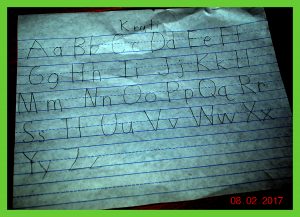 Aa Bb Cc Dd Ee Ff
Gg Hh Ii Jj Kk Ll
Mm Nn Oo Pp Qq Rr
Ss Tt Uu Vv Ww Xx
Yy Zz
08 02 2017